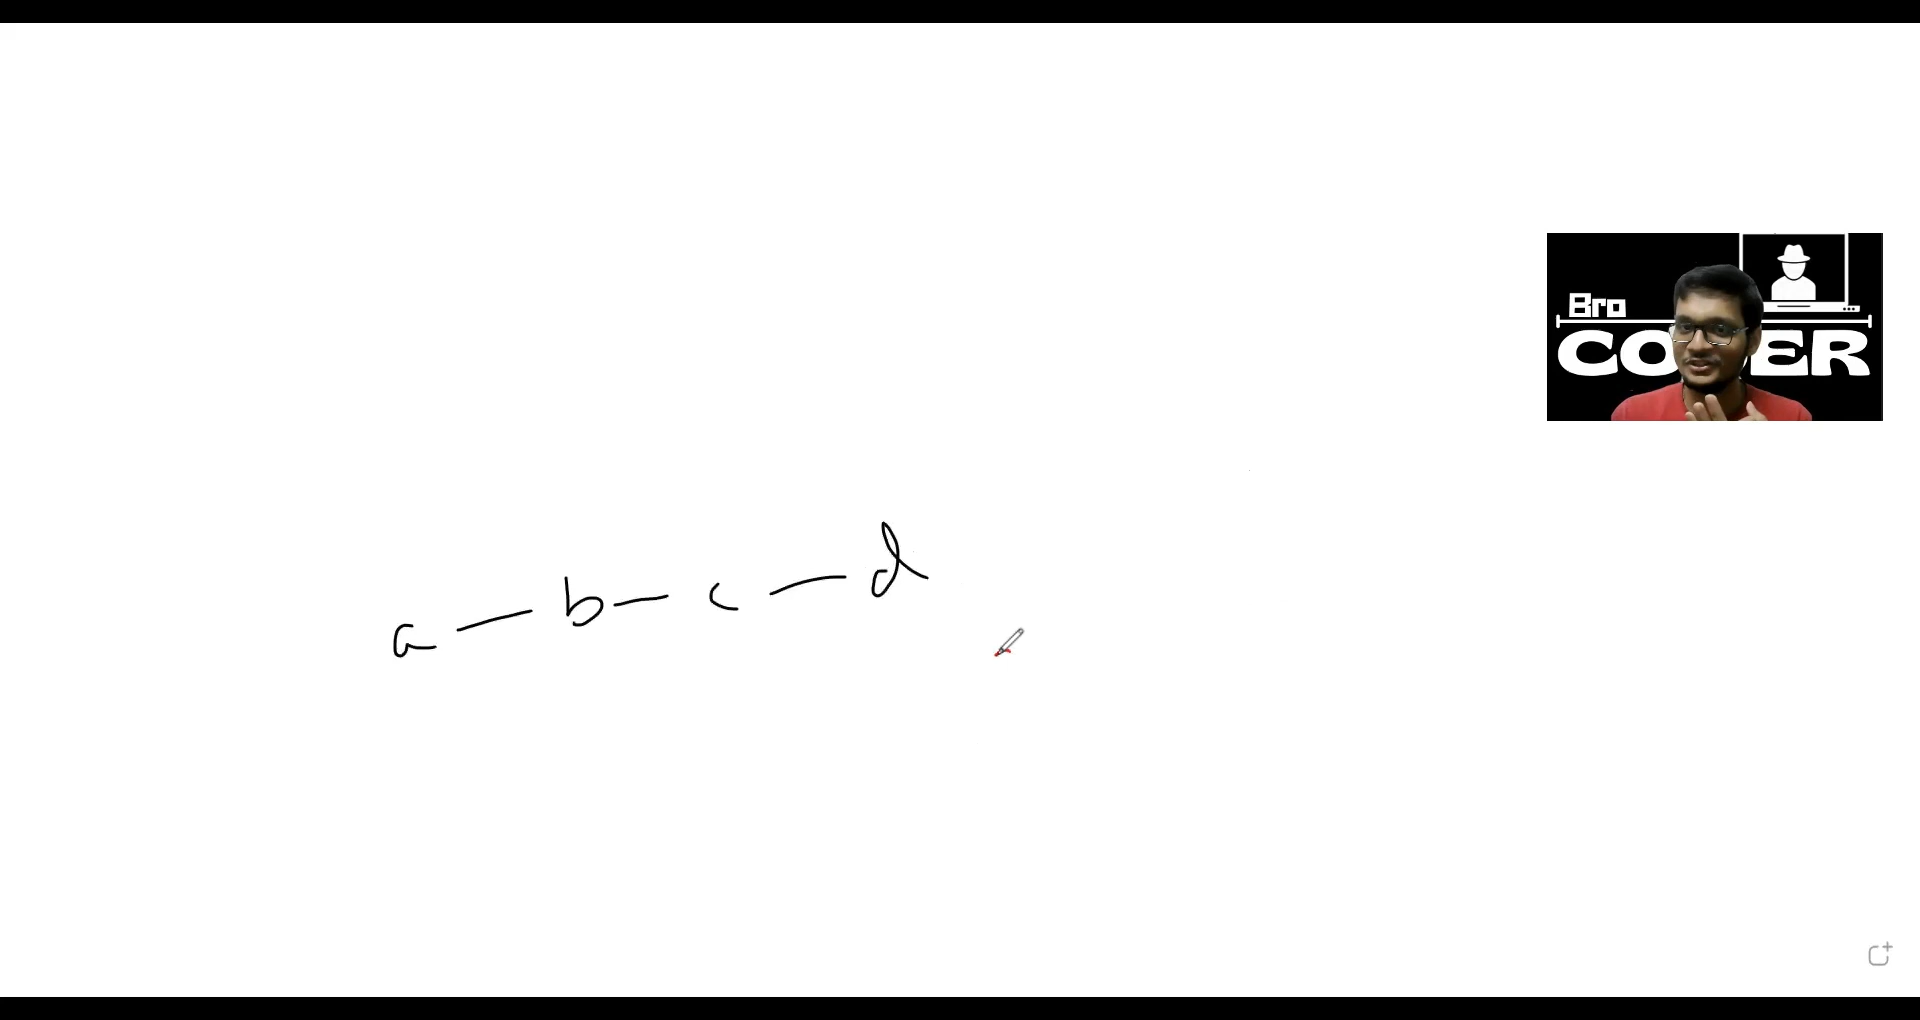 Bro
CODER
a — b — c — d